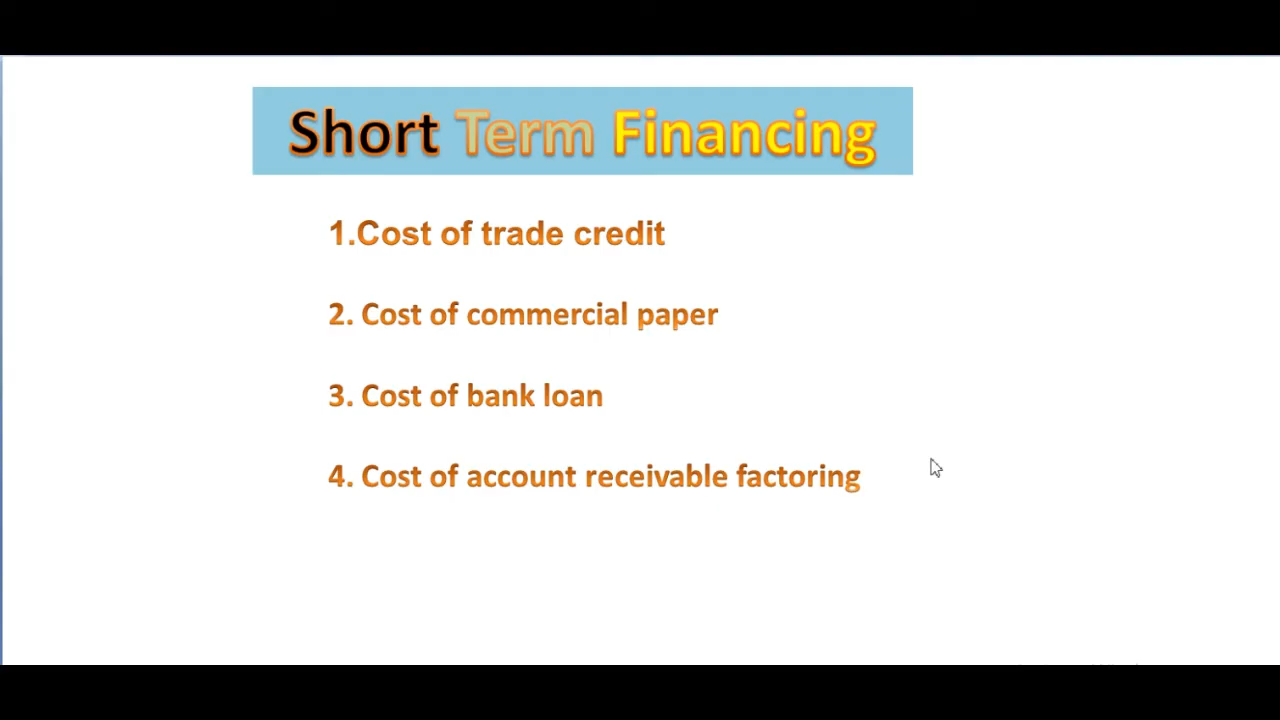 Short Term Financing
1.Cost of trade credit
2. Cost of commercial paper
3. Cost of bank loan
4. Cost of account receivable factoring